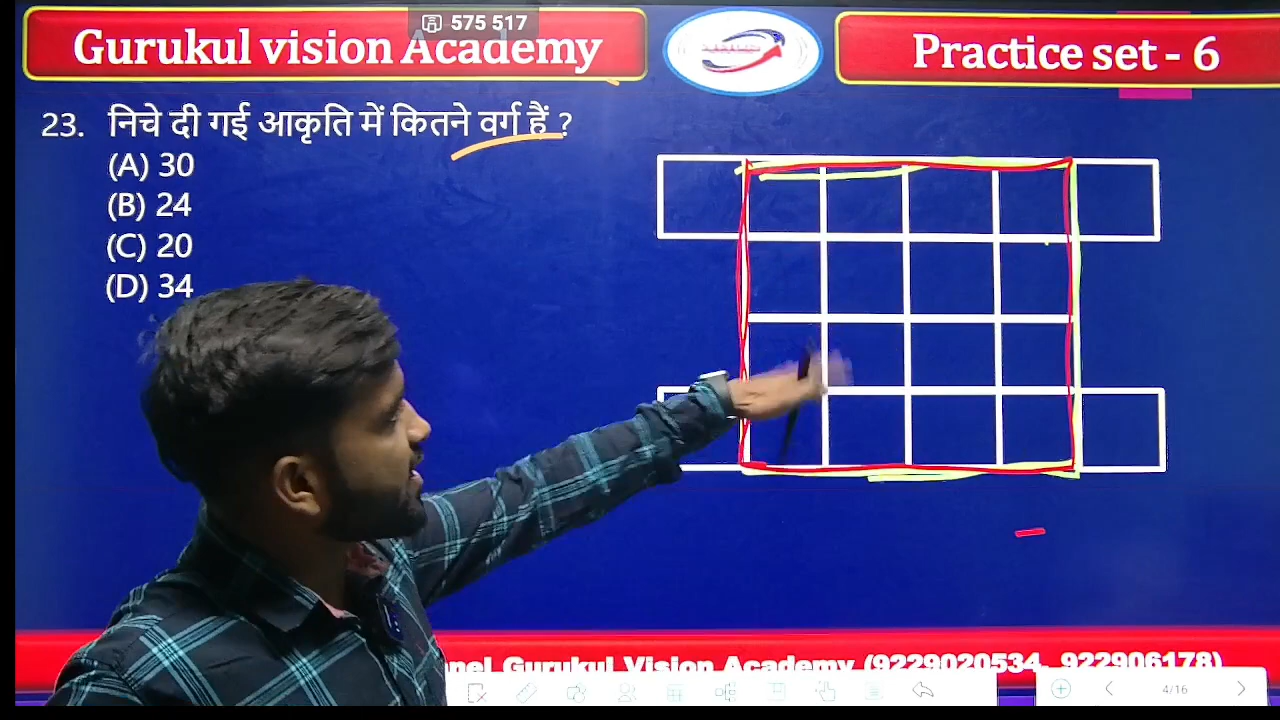 575 517
Gurukul vision Academy
Practice set - 6
23. निचे दी गई आकृति में कितने वर्ग हैं ?
(A) 30
(B) 24
(C) 20
(D) 34
Gurukul Vision Academy (9229020534, 922906178)
4/16